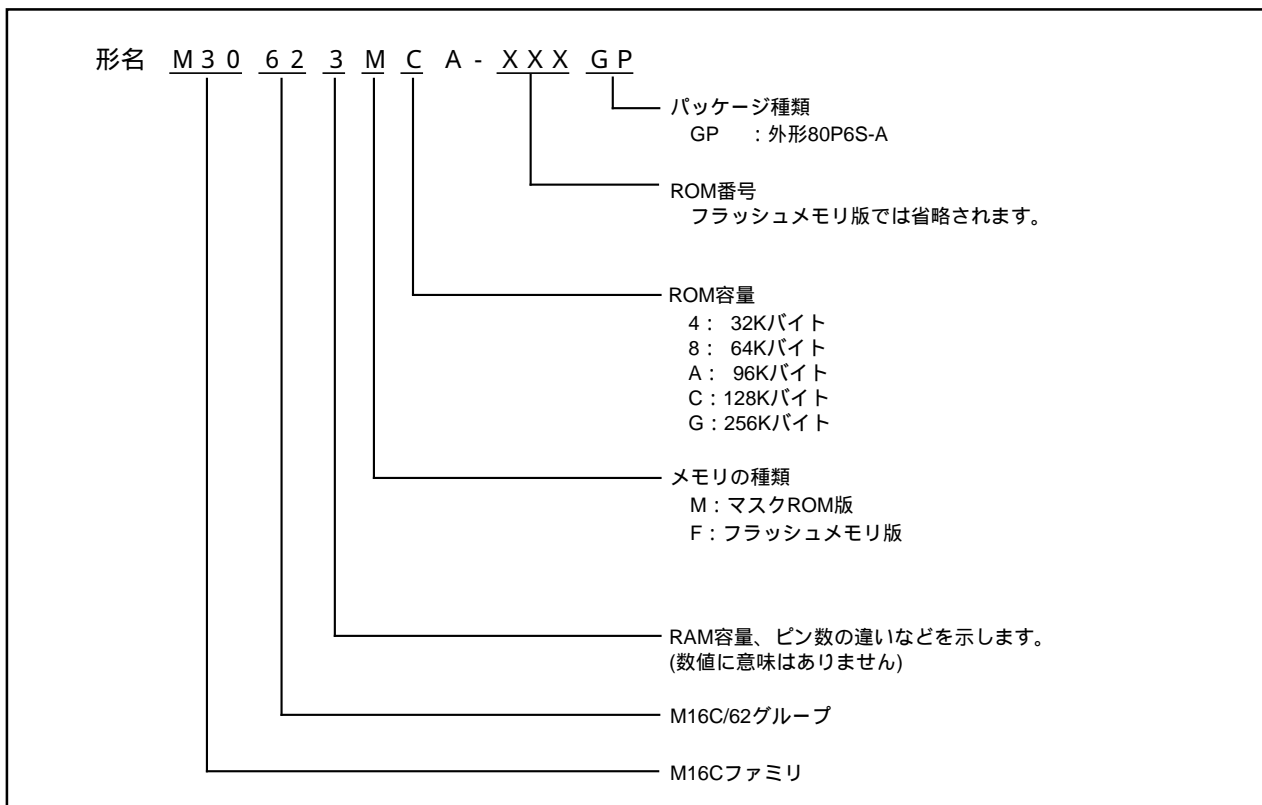 形名 M30 62 3 M C A - XXX GP
パッケージ種類
GP ：外形80P6S-A
ROM番号
フラッシュメモリ版では省略されます。
ROM容量
4： 32Kバイト
8： 64Kバイト
A： 96Kバイト
C：128Kバイト
G：256Kバイト
メモリの種類
M：マスクROM版
F：フラッシュメモリ版
RAM容量、ピン数の違いなどを示します。
(数値に意味はありません)
M16C/62グループ
M16Cファミリ